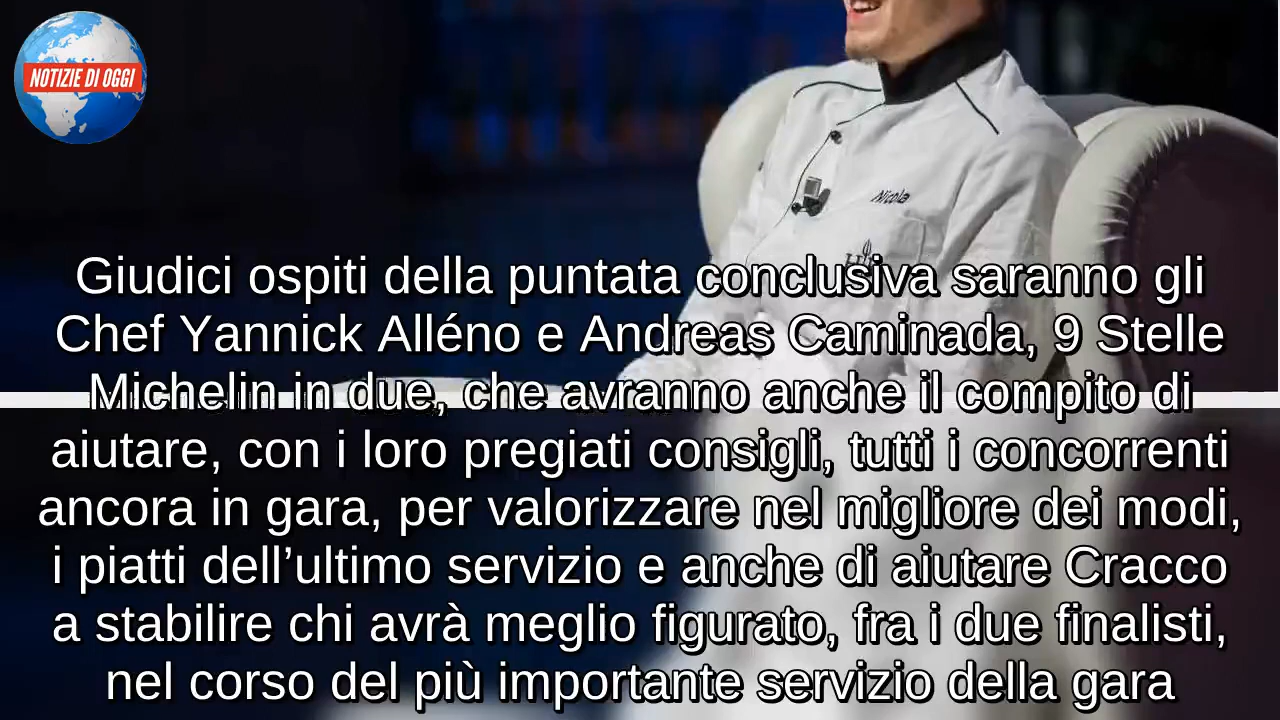 NOTIZIE DI OGGI
Nicola
Giudici ospiti della puntata conclusiva saranno gli
Chef Yannick Alléno e Andreas Caminada, 9 Stelle
Michelin in due, che avranno anche il compito di
aiutare, con i loro pregiati consigli, tutti i concorrenti
ancora in gara, per valorizzare nel migliore dei modi,
i piatti dell’ultimo servizio e anche di aiutare Cracco
a stabilire chi avrà meglio figurato, fra i due finalisti,
nel corso del più importante servizio della gara